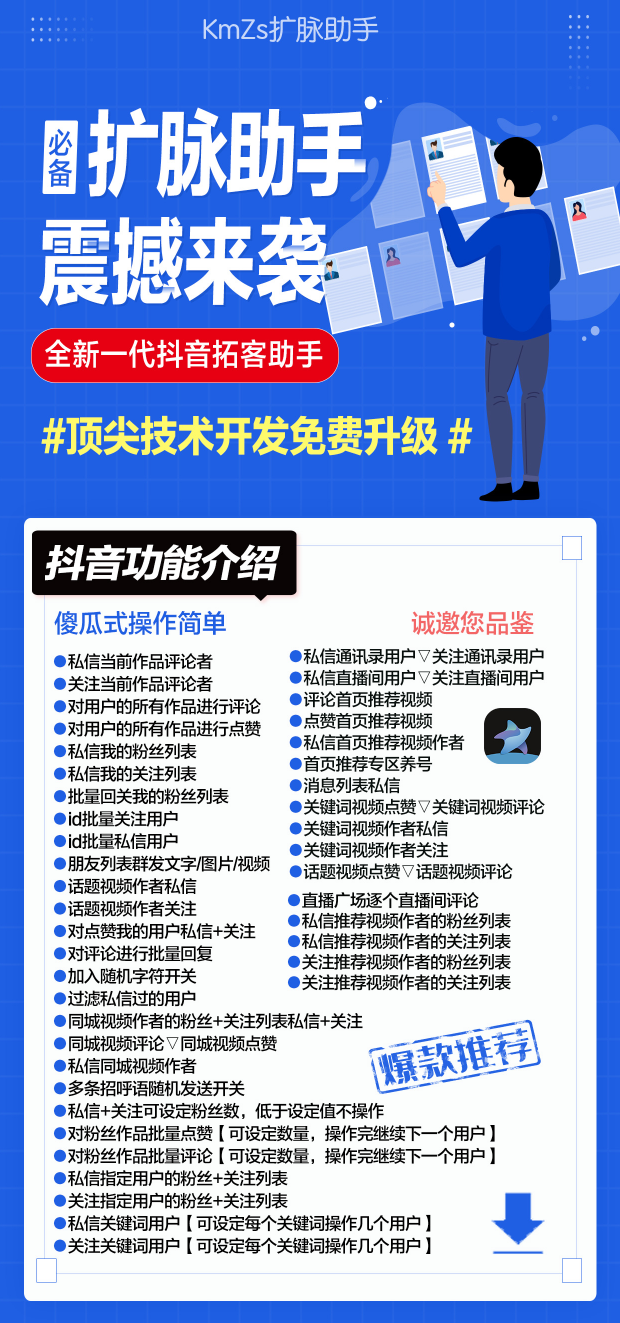 KmZs扩脉助手
必备
扩脉助手
震撼来袭
全新一代抖音拓客助手
#顶尖技术开发免费升级 #
抖音功能介绍
傻瓜式操作简单
诚邀您品鉴
●私信当前作品评论者
●关注当前作品评论者
●对用户的所有作品进行评论
●对用户的所有作品进行点赞
●私信我的粉丝列表
●私信我的关注列表
●批量回关我的粉丝列表
●id批量关注用户
●id批量私信用户
●朋友列表群发文字/图片/视频
●话题视频作者私信
●话题视频作者关注
●对点赞我的用户私信+关注
●对评论进行批量回复
●加入随机字符开关
●过滤私信过的用户
●同城视频作者的粉丝+关注列表私信+关注
●同城视频评论▽同城视频点赞
●私信同城视频作者
●多条招呼语随机发送开关
●私信+关注可设定粉丝数，低于设定值不操作
●对粉丝作品批量点赞【可设定数量，操作完继续下一个用户】
●对粉丝作品批量评论【可设定数量，操作完继续下一个用户】
●私信指定用户的粉丝+关注列表
●关注指定用户的粉丝+关注列表
●私信关键词用户【可设定每个关键词操作几个用户】
●关注关键词用户【可设定每个关键词操作几个用户】
●私信通讯录用户▽关注通讯录用户
●私信直播间用户▽关注直播间用户
●评论首页推荐视频
●点赞首页推荐视频
●私信首页推荐视频作者
●首页推荐专区养号
●消息列表私信
●关键词视频点赞▽关键词视频评论
●关键词视频作者私信
●关键词视频作者关注
●话题视频点赞▽话题视频评论
●直播广场逐个直播间评论
●私信推荐视频作者的粉丝列表
●私信推荐视频作者的关注列表
●关注推荐视频作者的粉丝列表
●关注推荐视频作者的关注列表
爆款推荐